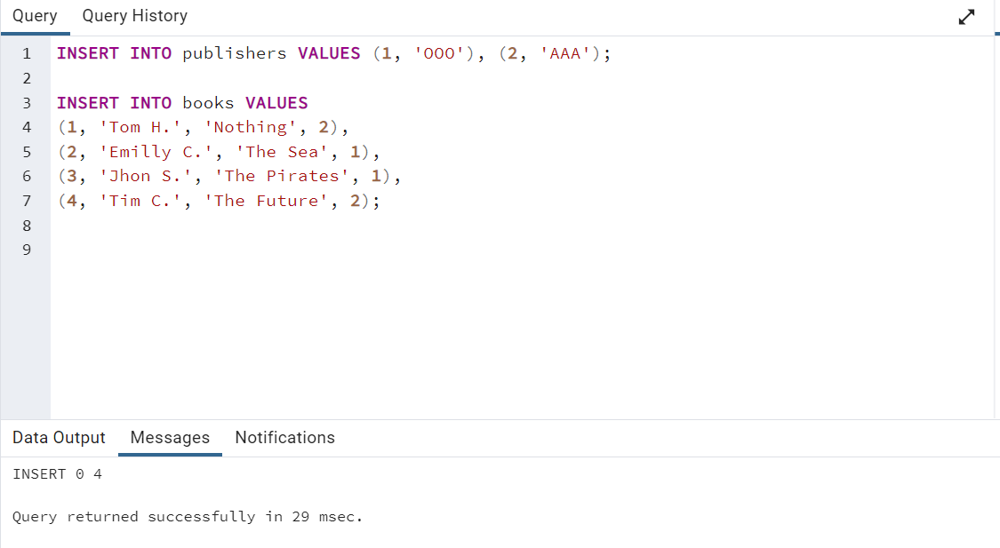 Query Query History
1 INSERT INTO publishers VALUES (1, 'OOO'), (2, 'AAA');
2
3 INSERT INTO books VALUES
4 (1, 'Tom H.', 'Nothing', 2),
5 (2, 'Emilly C.', 'The Sea', 1),
6 (3, 'Jhon S.', 'The Pirates', 1),
7 (4, 'Tim C.', 'The Future', 2);
8
9
Data Output Messages Notifications
INSERT 0 4
Query returned successfully in 29 msec.